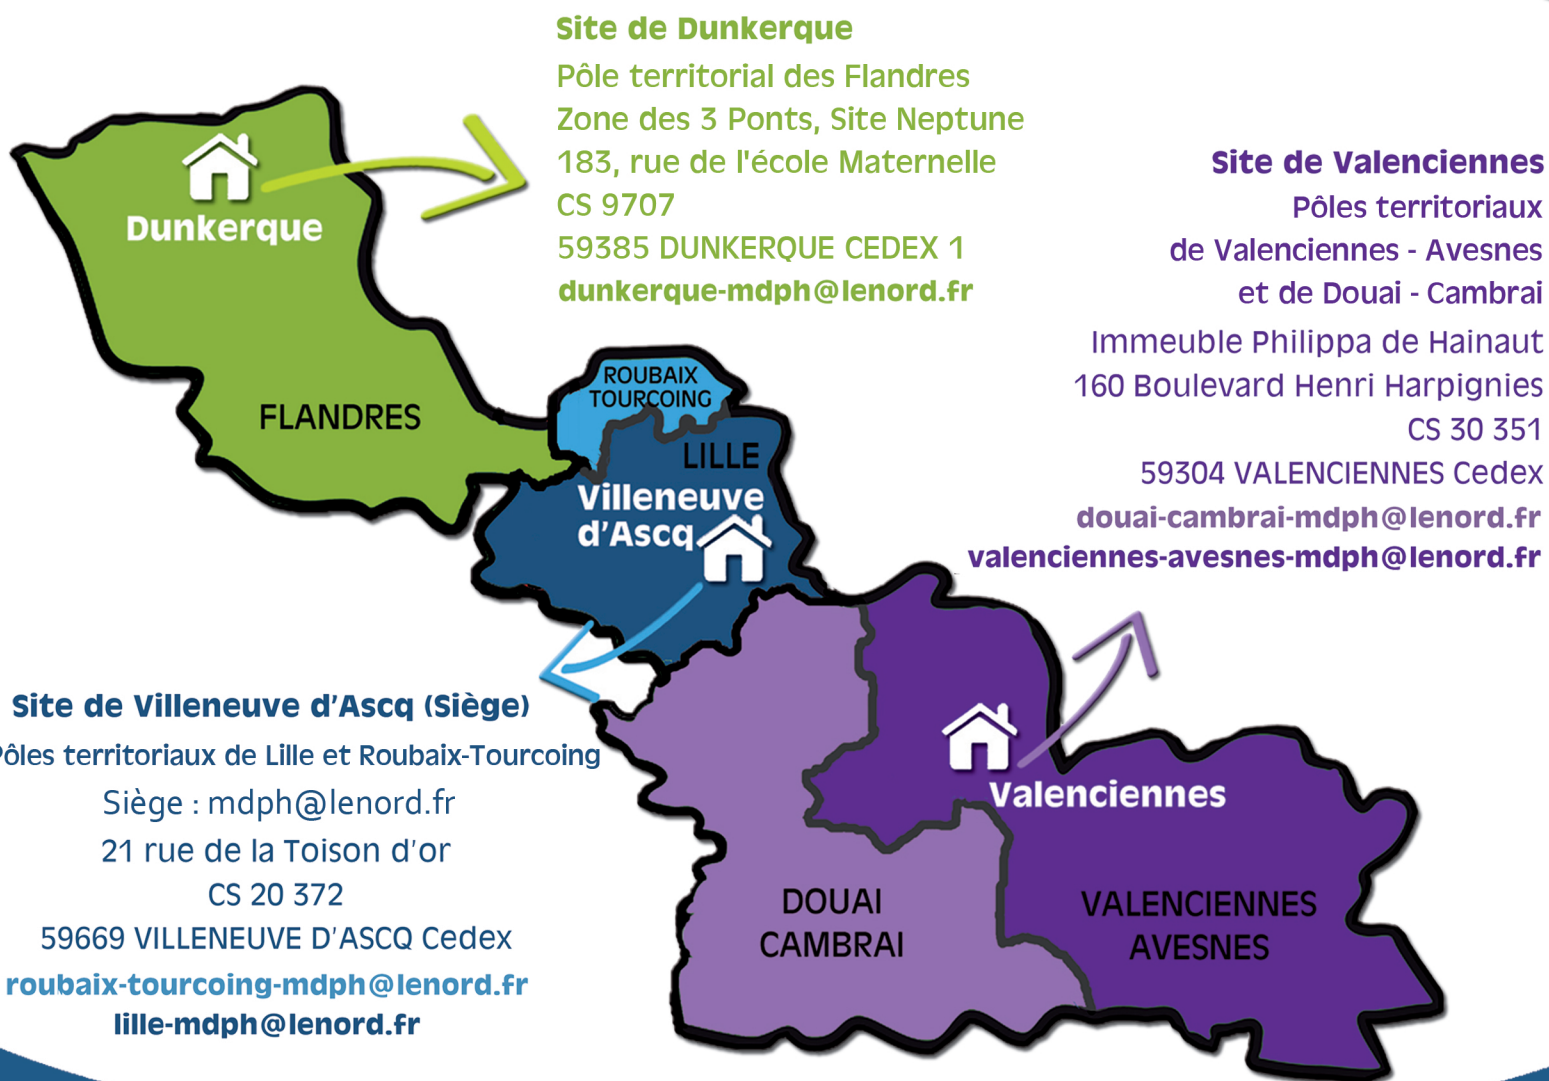 Site de Dunkerque
Pôle territorial des Flandres
Zone des 3 Ponts, Site Neptune
183, rue de l'école Maternelle
CS 9707
59385 DUNKERQUE CEDEX 1
dunkerque-mdph@lenord.fr
Site de Valenciennes
Pôles territoriaux
de Valenciennes - Avesnes
et de Douai - Cambrai
Immeuble Philippa de Hainaut
160 Boulevard Henri Harpignies
CS 30 351
59304 VALENCIENNES Cedex
douai-cambrai-mdph@lenord.fr
valenciennes-avesnes-mdph@lenord.fr
Dunkerque
FLANDRES
ROUBAIX
TOURCOING
LILLE
Villeneuve
d'Ascq
Site de Villeneuve d'Ascq (Siège)
Pôles territoriaux de Lille et Roubaix-Tourcoing
Siège : mdph@lenord.fr
21 rue de la Toison d'or
CS 20 372
59669 VILLENEUVE D'ASCQ Cedex
roubaix-tourcoing-mdph@lenord.fr
lille-mdph@lenord.fr
Valenciennes
DOUAI
CAMBRAI
VALENCIENNES
AVESNES